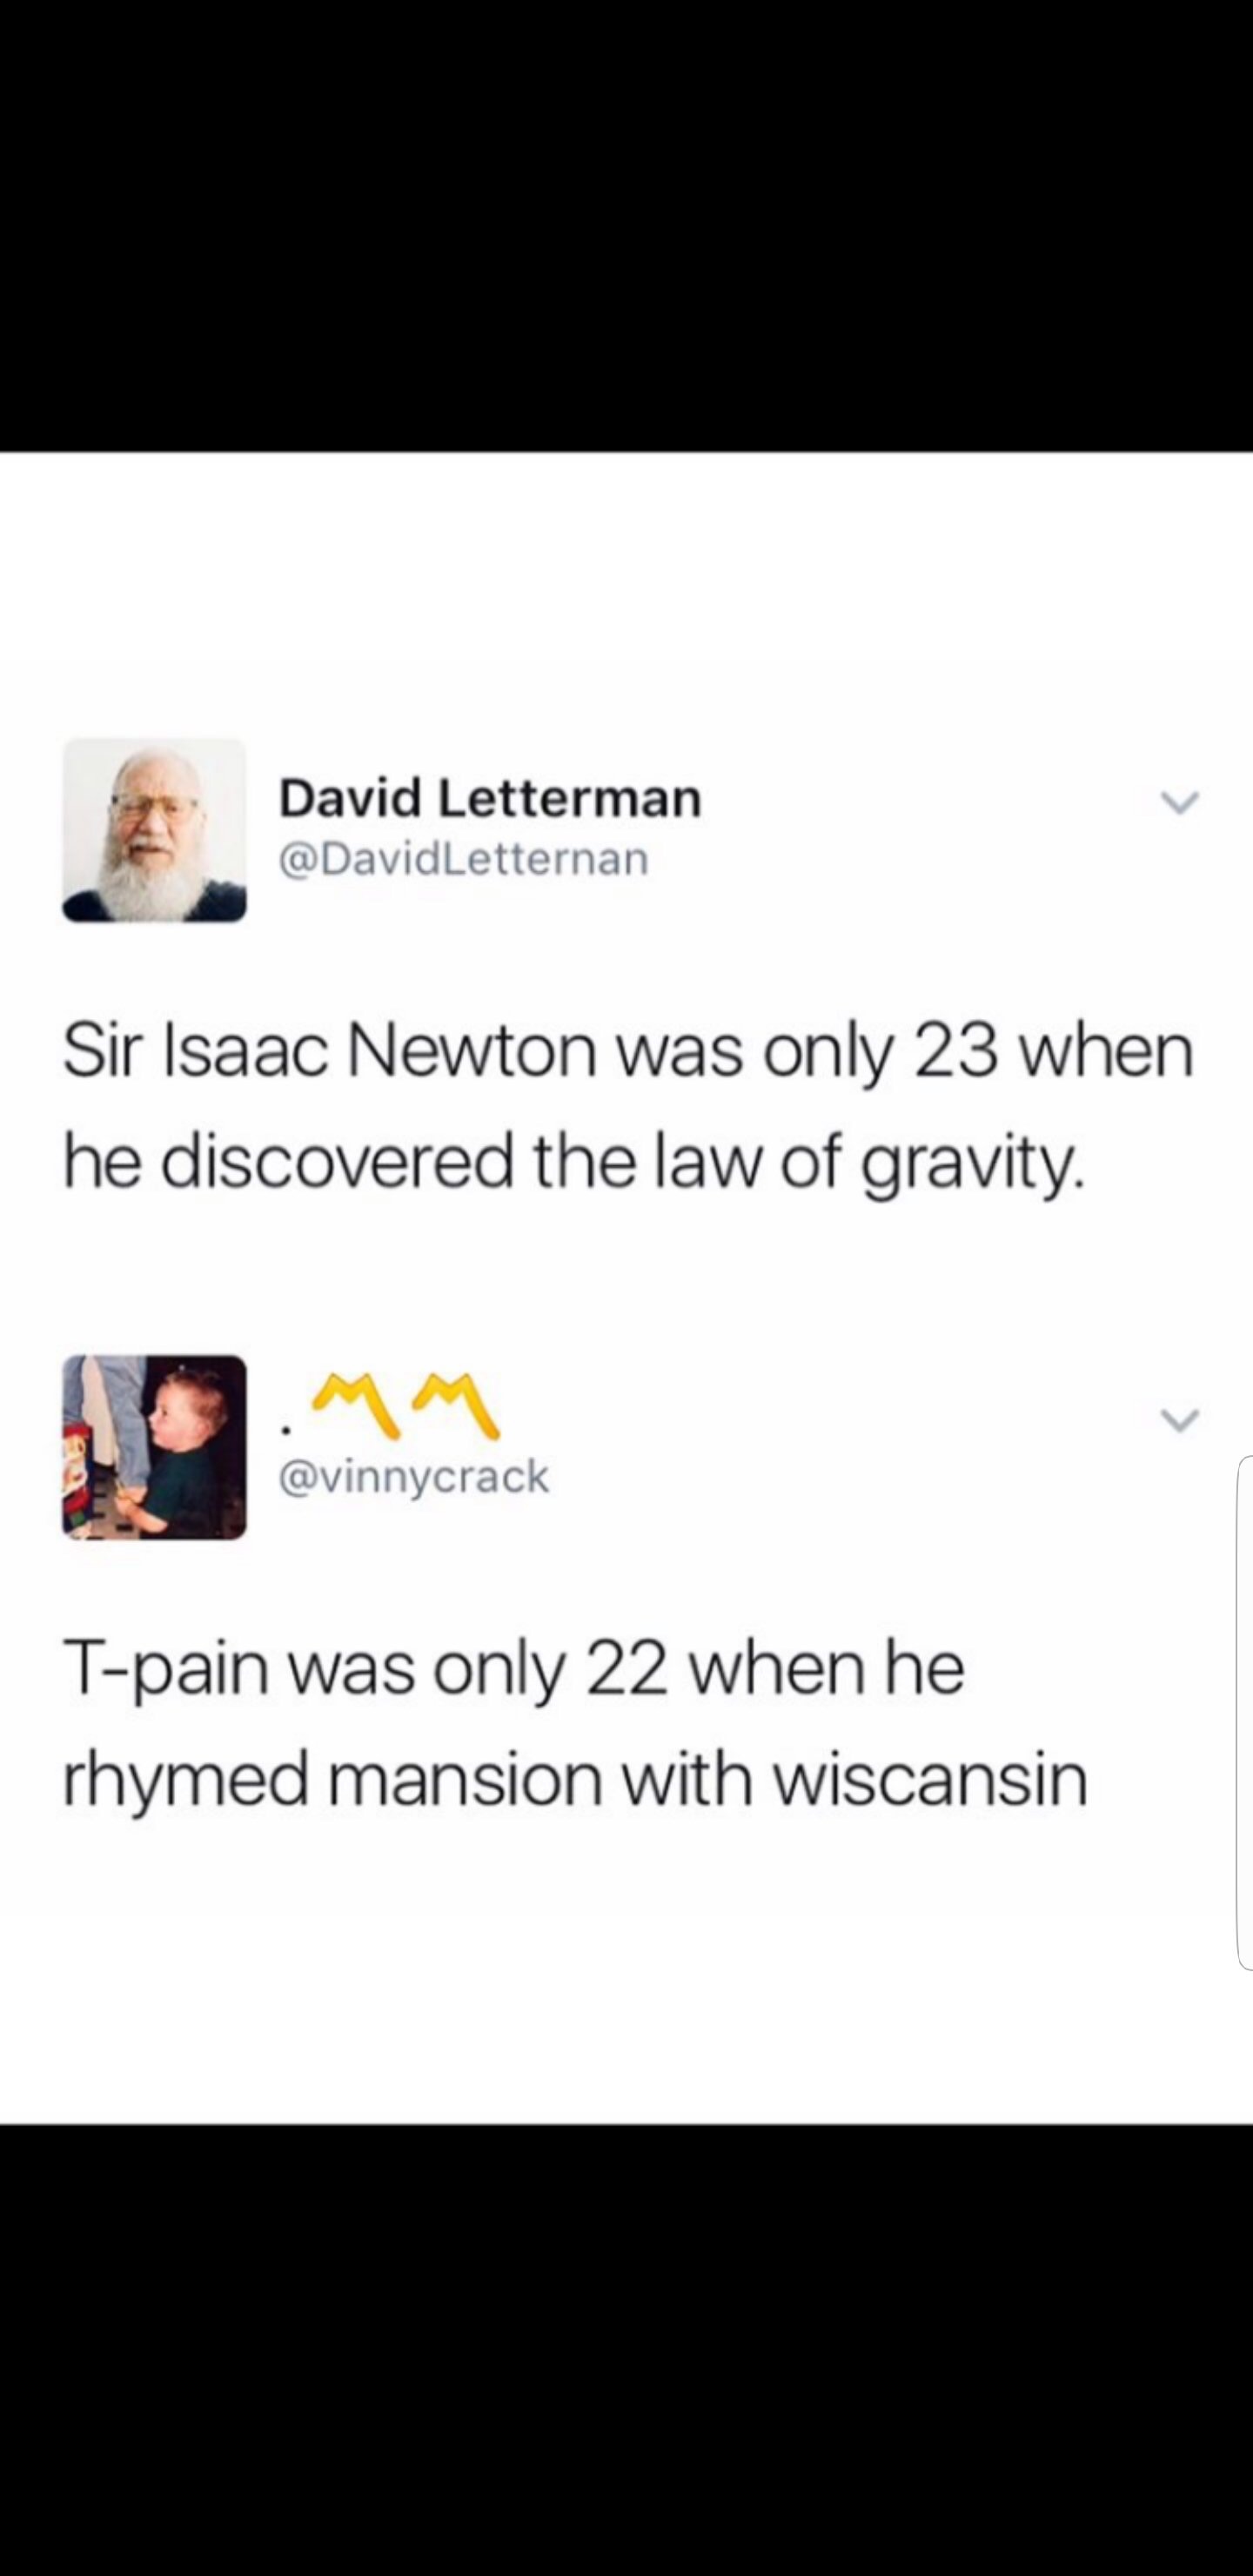 David Letterman
@DavidLetternan
Sir Isaac Newton was only 23 when
he discovered the law of gravity.
.〽️〽️
@vinnycrack
T-pain was only 22 when he
rhymed mansion with wiscansin